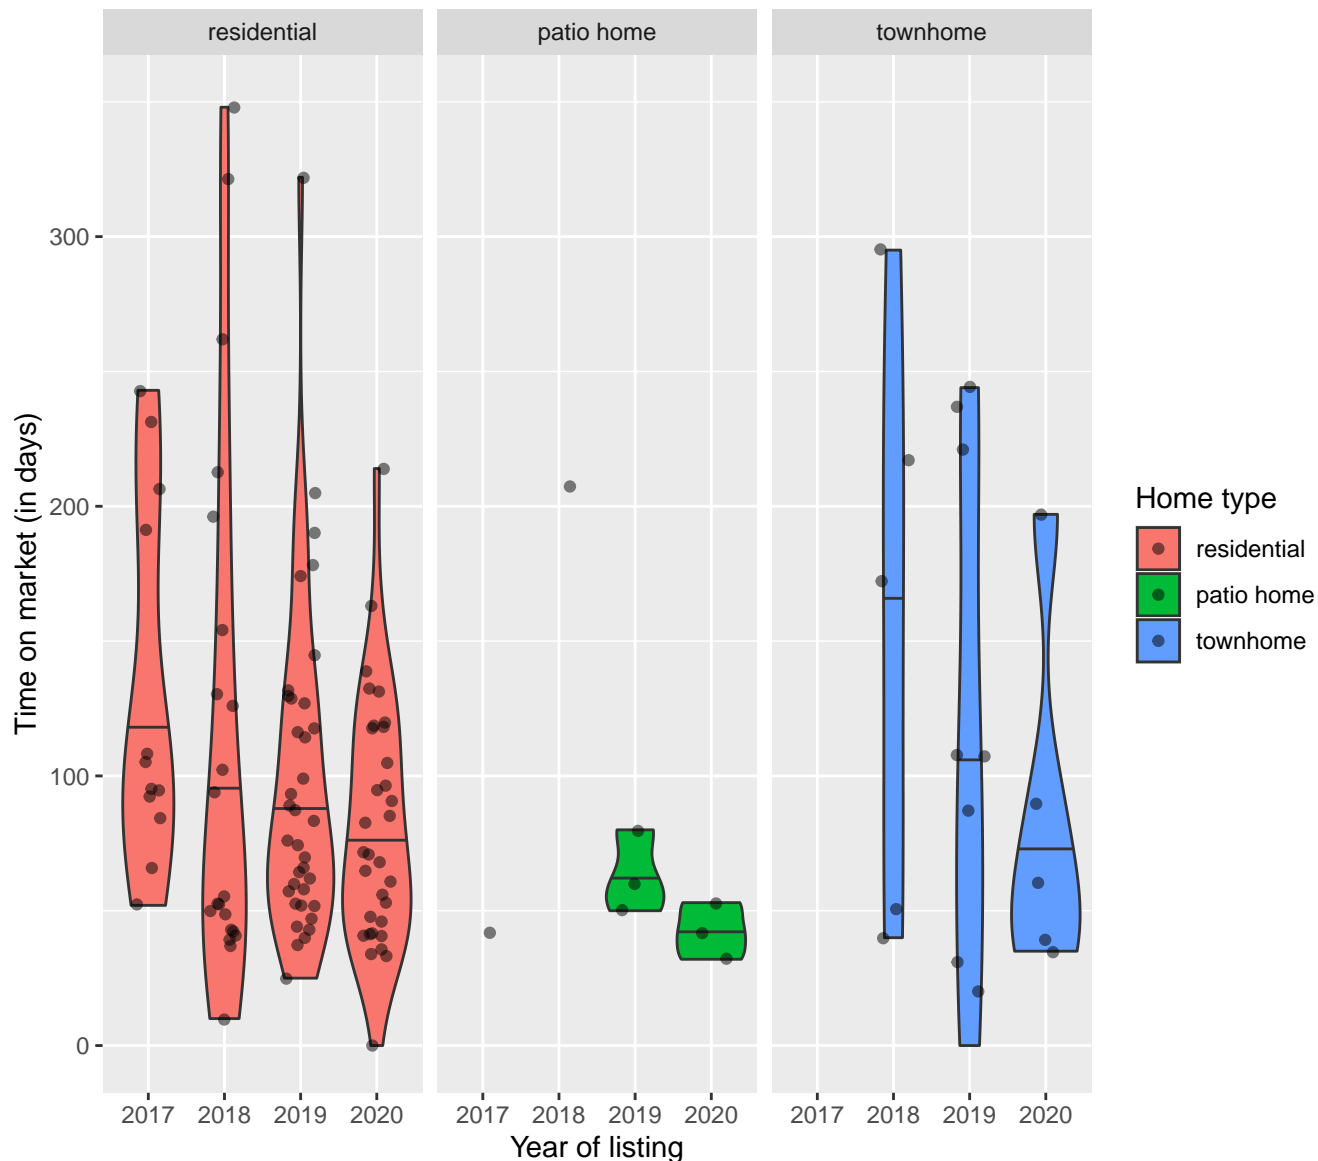 residential
patio home
townhome
300
200
100
0
Time on market (in days)
2017 2018 2019 2020
2017 2018 2019 2020
2017 2018 2019 2020
Year of listing
Home type
residential
patio home
townhome